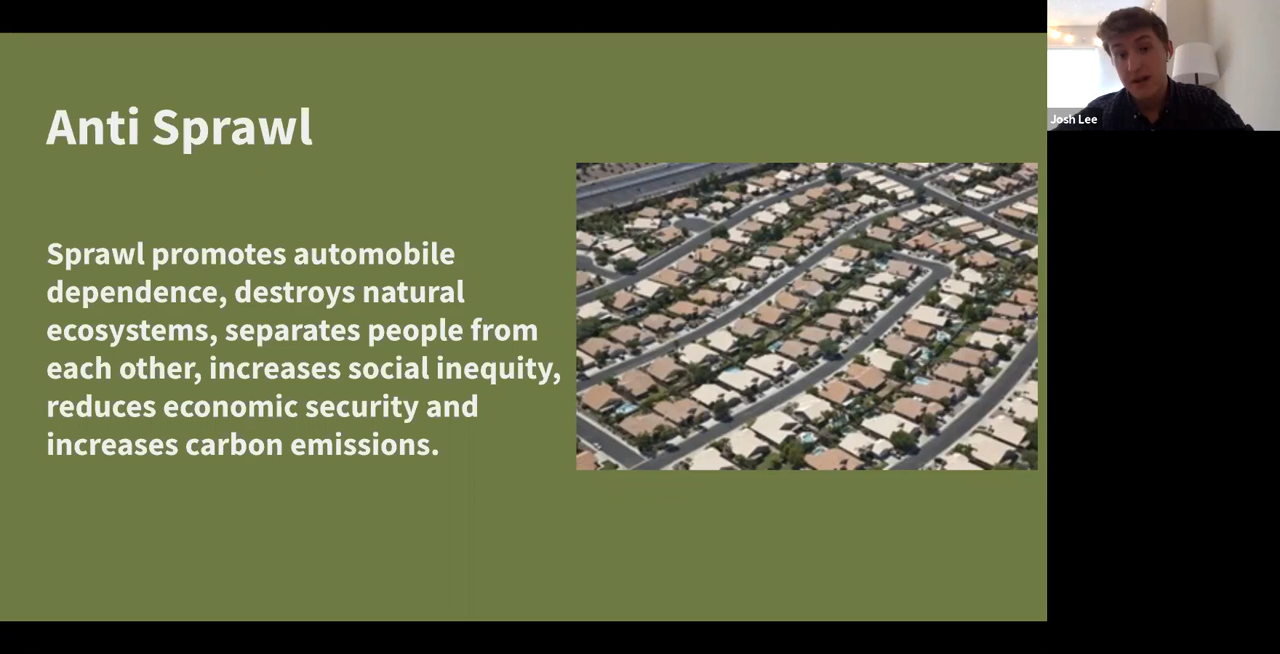 Anti Sprawl
Sprawl promotes automobile
dependence, destroys natural
ecosystems, separates people from
each other, increases social inequity,
reduces economic security and
increases carbon emissions.
Josh Lee